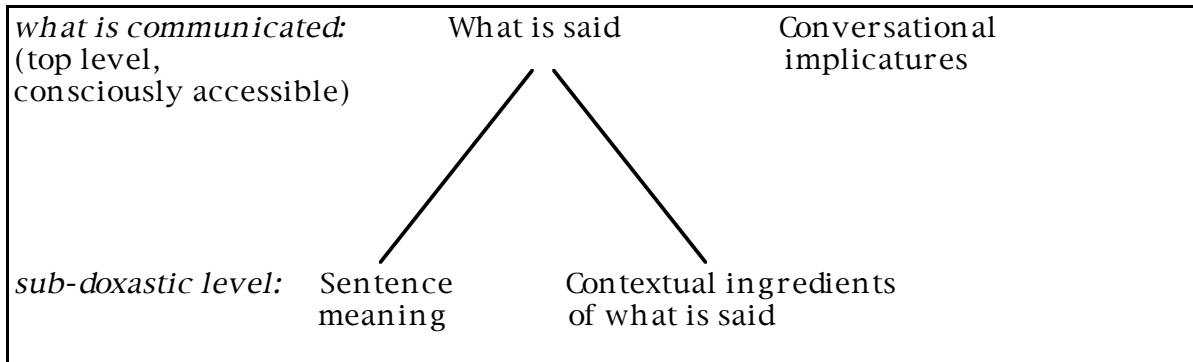 what is communicated: What is said Conversational
(top level, implicatures
consciously accessible)
sub-doxastic level: Sentence Contextual ingredients
meaning of what is said